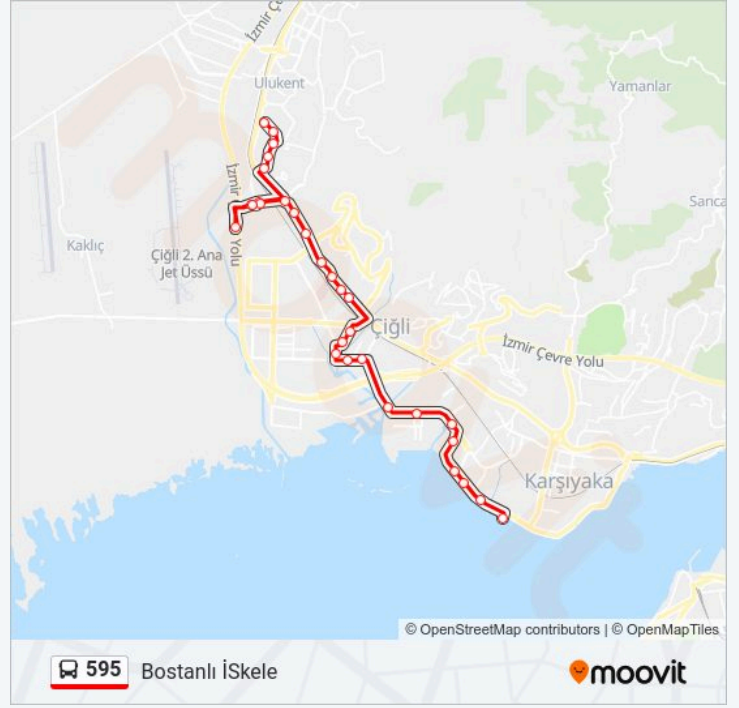 İzmir Çe
Ulukent
Yamanlar
İzmir
Yolu
Sanca
Kaklıç
Çiğli 2. Ana
Jet Üssü
Çiğli
İzmir Çevre Yolu
Karşıyaka
© OpenStreetMap contributors | © OpenMapTiles
595 Bostanlı İSkele
moovit